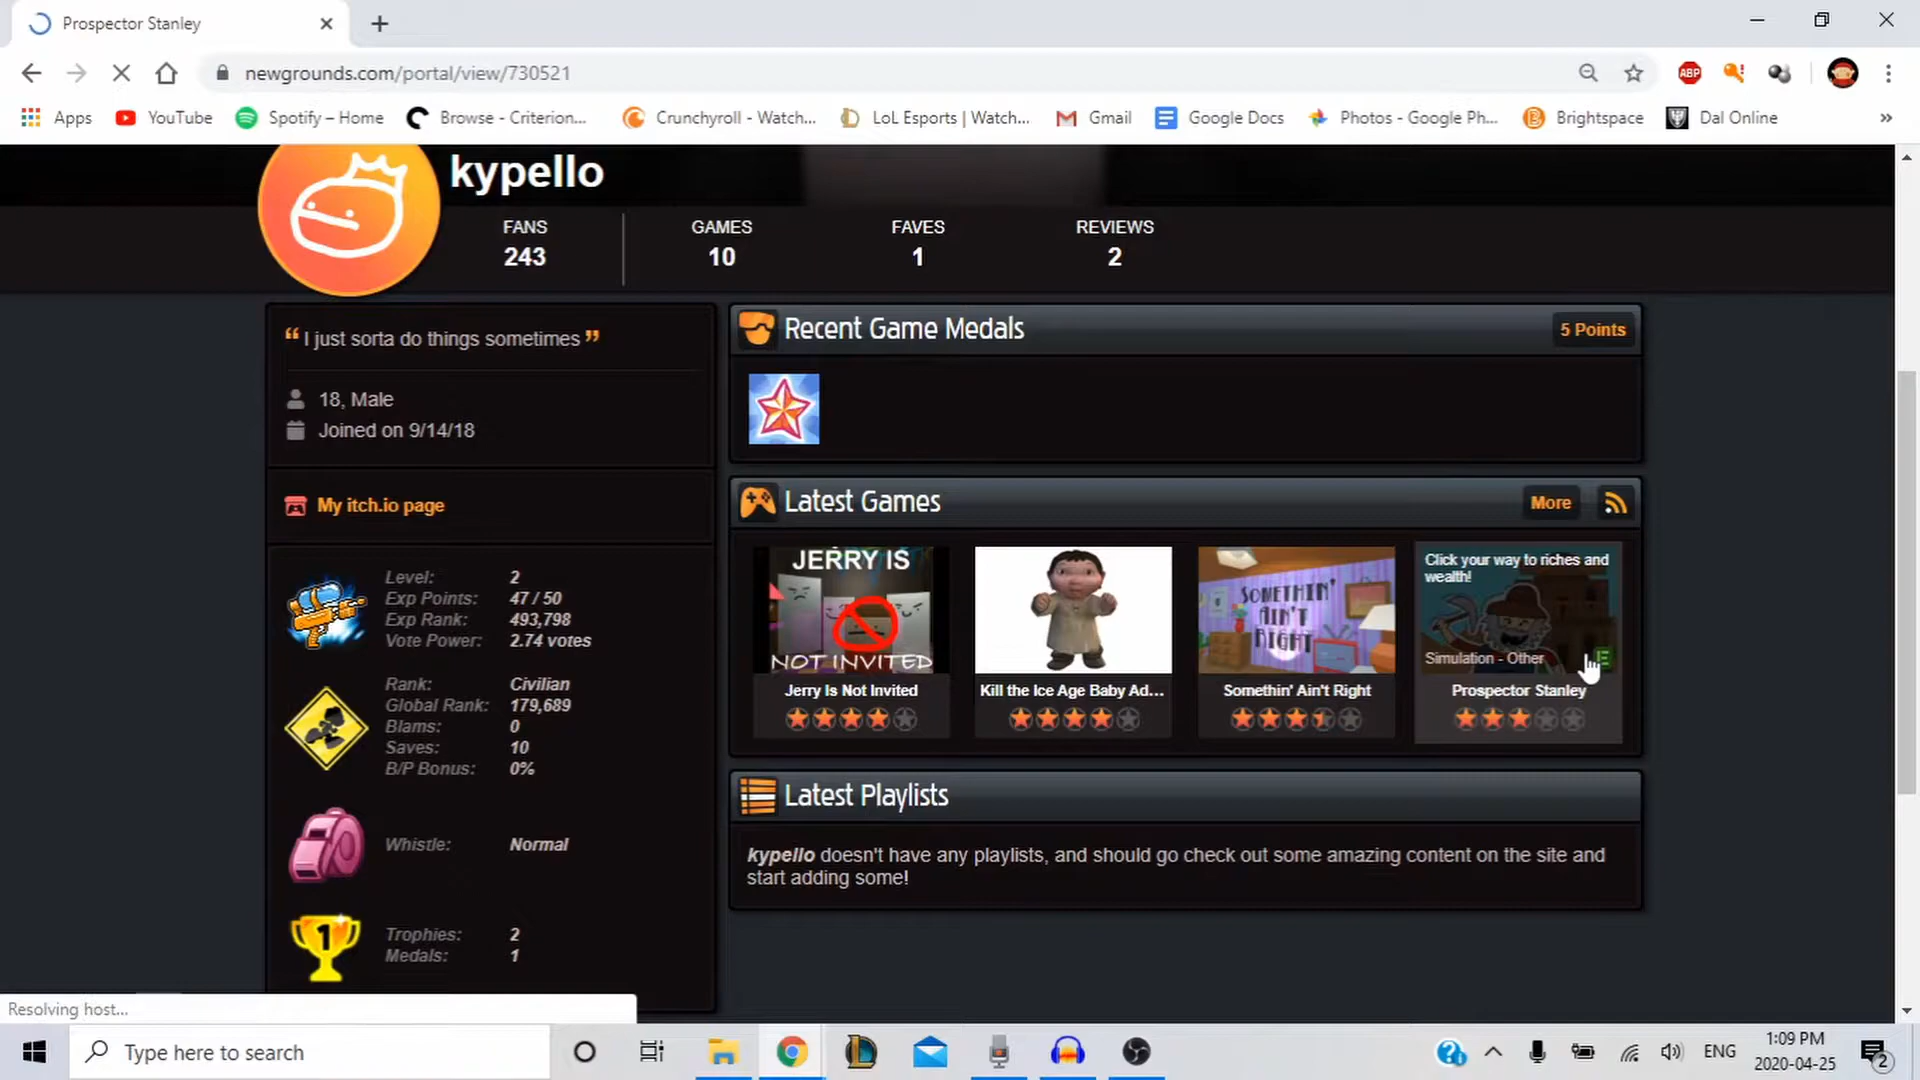 Prospector Stanley
newgrounds.com/portal/view/730521
ABP
Apps
YouTube
Spotify – Home
Browse - Criterion...
Crunchyroll - Watch...
LoL Esports | Watch...
Gmail
Google Docs
Photos - Google Ph...
Brightspace
Dal Online
»
kypello
FANS
243
GAMES
10
FAVES
1
REVIEWS
2
“ I just sorta do things sometimes ”
18, Male
Joined on 9/14/18
My itch.io page
Level: 2
Exp Points: 47 / 50
Exp Rank: 493,798
Vote Power: 2.74 votes
Rank: Civilian
Global Rank: 179,689
Blams: 0
Saves: 10
B/P Bonus: 0%
Whistle: Normal
1
Trophies: 2
Medals: 1
Recent Game Medals
5 Points
Latest Games
More
JERRY IS
NOT INVITED
Jerry Is Not Invited
Kill the Ice Age Baby Ad...
SOMETHIN'
AIN'T
RIGHT
Somethin' Ain't Right
Click your way to riches and
wealth!
Simulation - Other
E
Prospector Stanley
Latest Playlists
kypello doesn't have any playlists, and should go check out some amazing content on the site and
start adding some!
Resolving host...
Type here to search
ENG
1:09 PM
2020-04-25
2